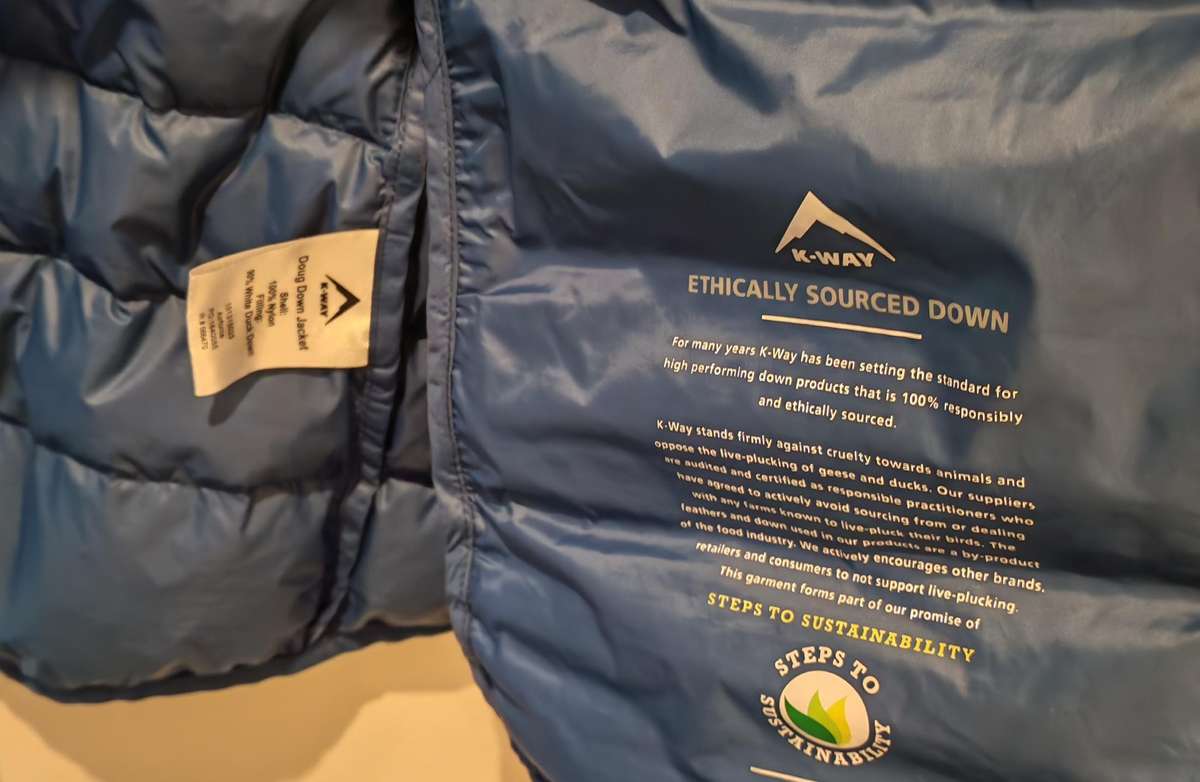 K-WAY
Doug Down Jacket
Shell:
100% Nylon
Filling:
90% White Duck Down
K-WAY
ETHICALLY SOURCED DOWN
For many years K-Way has been setting the standard for
high performing down products that is 100% responsibly
and ethically sourced.
K-Way stands firmly against cruelty towards animals and
oppose the live-plucking of geese and ducks. Our suppliers
are audited and certified as responsible practitioners who
have agreed to actively avoid sourcing from or dealing
with any farms known to live-pluck their birds. The
feathers and down used in our products are a by-product
of the food industry. We actively encourages other brands.
retailers and consumers to not support live-plucking.
This garment forms part of our promise of
STEPS TO SUSTAINABILITY
STEPS TO
SUSTAINABILITY